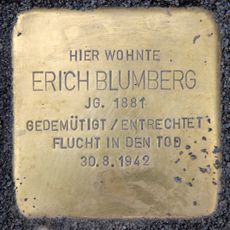 HIER WOHNTE
ERICH BLUMBERG
JG. 1881
GEDEMÜTIGT / ENTRECHTET
FLUCHT IN DEN TOD
30.8.1942